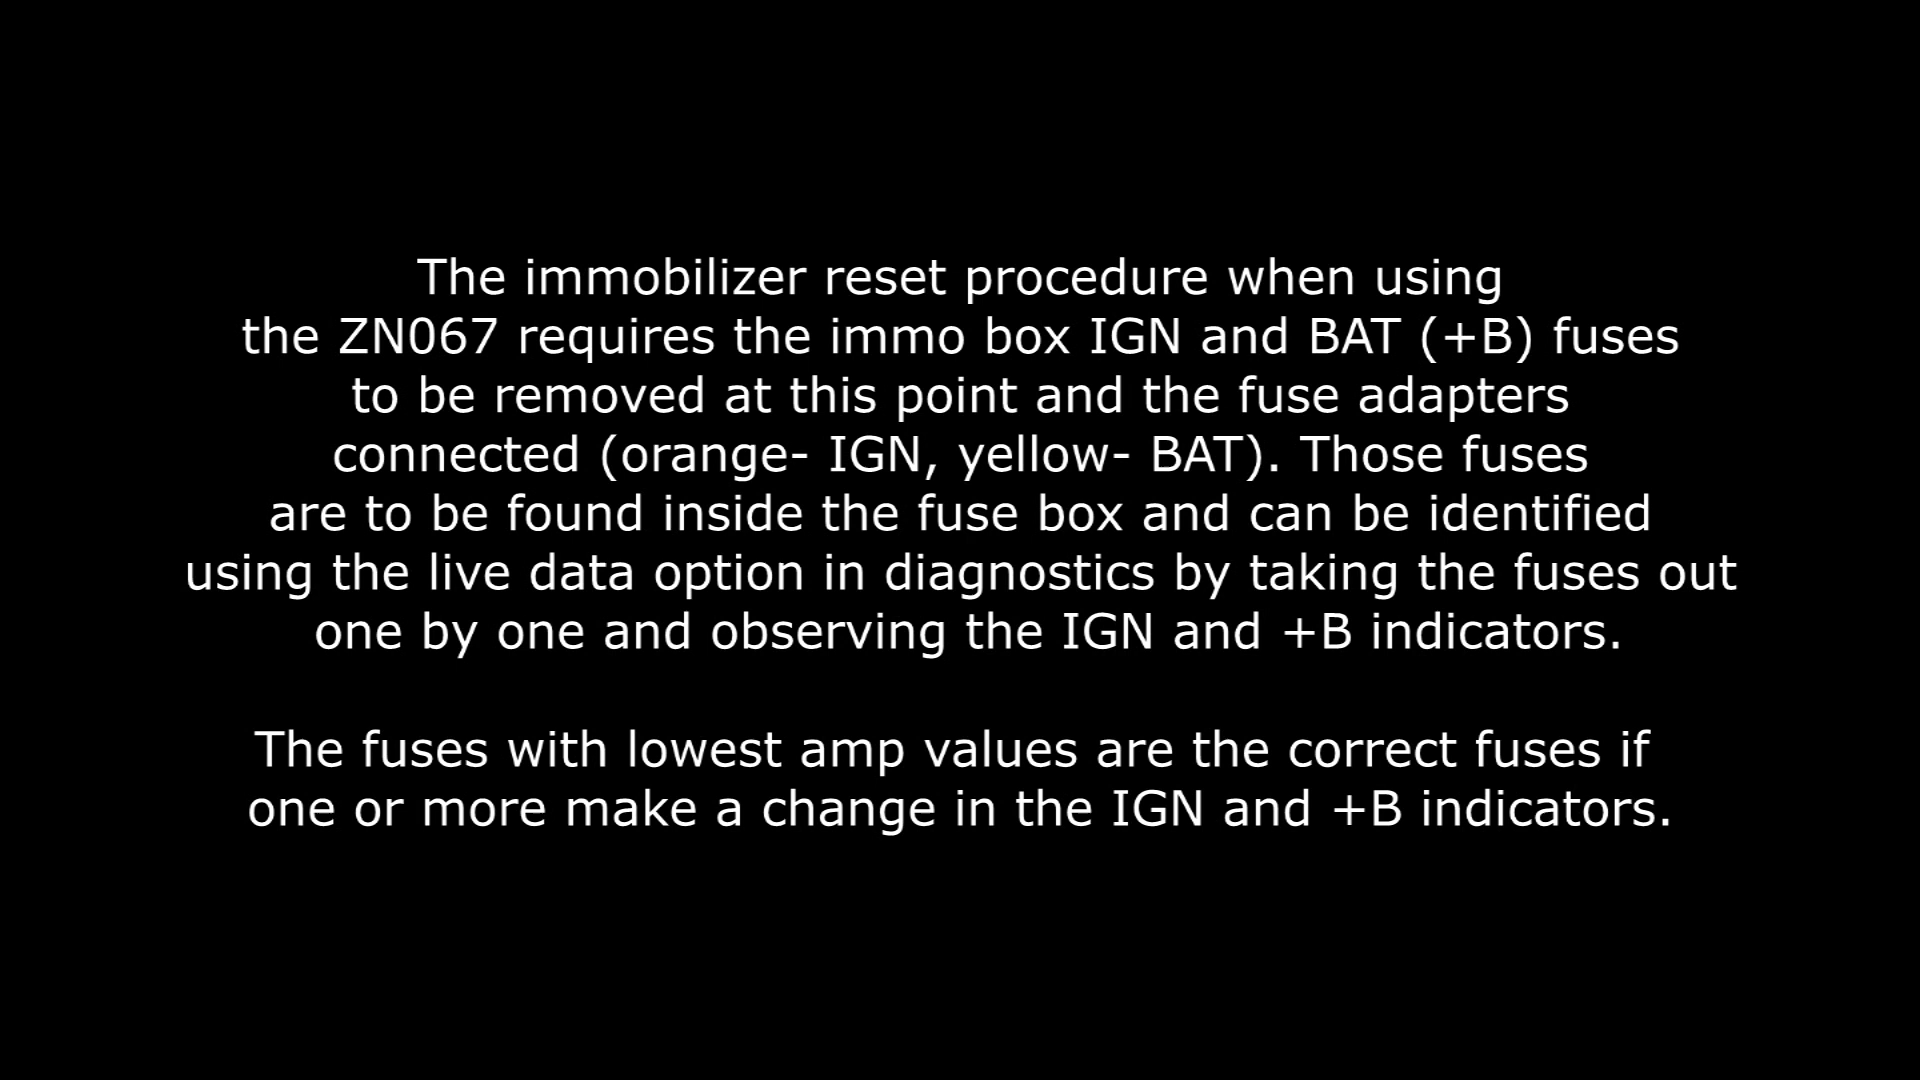 The immobilizer reset procedure when using
the ZN067 requires the immo box IGN and BAT (+B) fuses
to be removed at this point and the fuse adapters
connected (orange- IGN, yellow- BAT). Those fuses
are to be found inside the fuse box and can be identified
using the live data option in diagnostics by taking the fuses out
one by one and observing the IGN and +B indicators.
The fuses with lowest amp values are the correct fuses if
one or more make a change in the IGN and +B indicators.